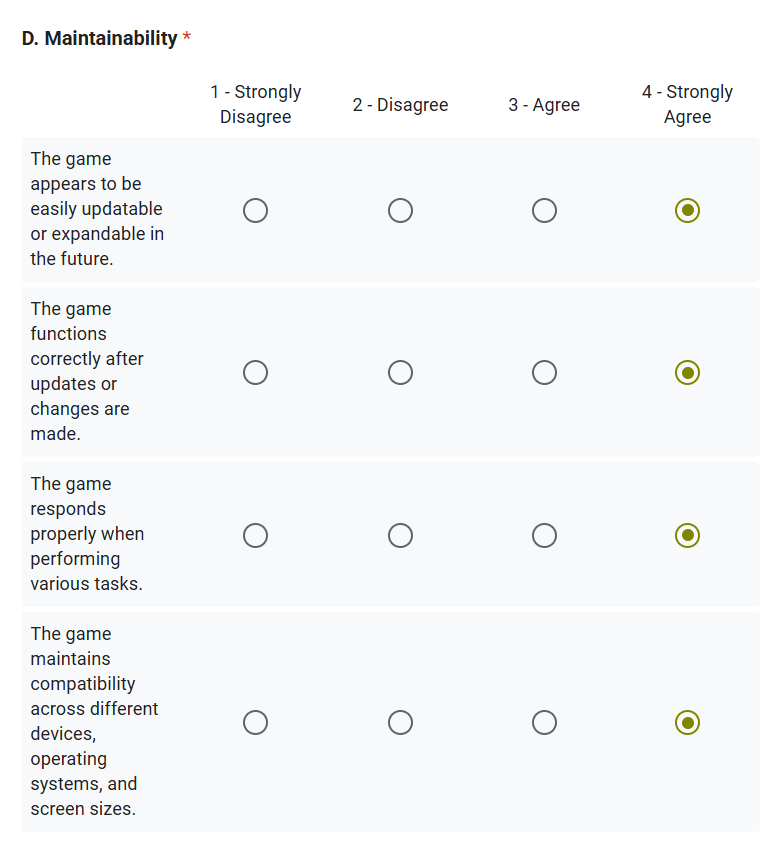 D. Maintainability *
1 - Strongly
Disagree
2 - Disagree
3 - Agree
4 - Strongly
Agree
The game
appears to be
easily updatable
or expandable in
the future.
The game
functions
correctly after
updates or
changes are
made.
The game
responds
properly when
performing
various tasks.
The game
maintains
compatibility
across different
devices,
operating
systems, and
screen sizes.